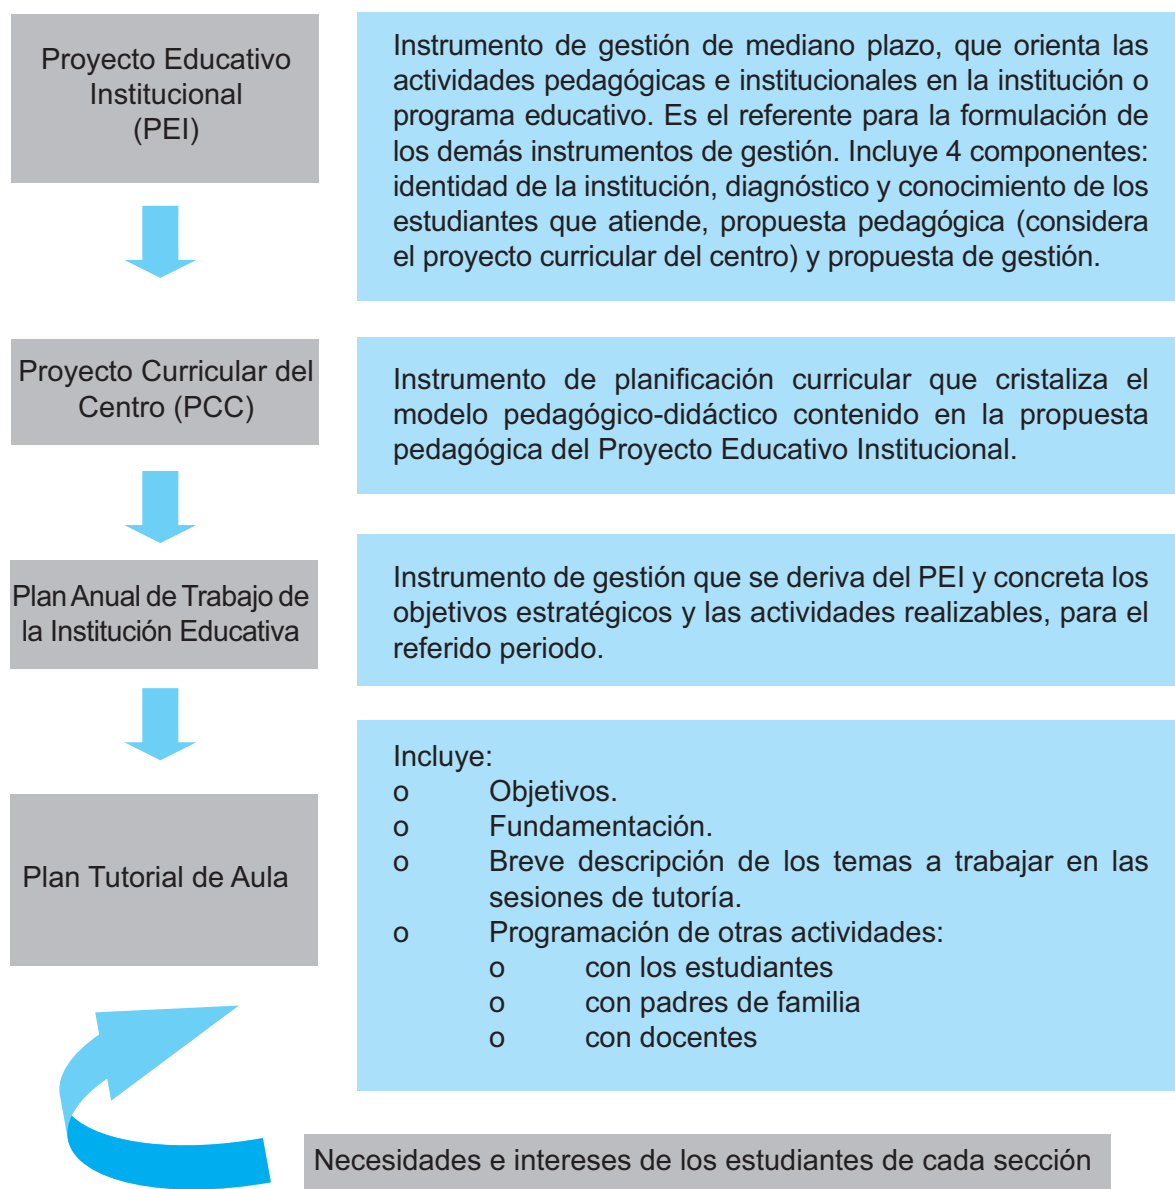 Proyecto Educativo
Institucional
(PEI)
Instrumento de gestión de mediano plazo, que orienta las
actividades pedagógicas e institucionales en la institución o
programa educativo. Es el referente para la formulación de
los demás instrumentos de gestión. Incluye 4 componentes:
identidad de la institución, diagnóstico y conocimiento de los
estudiantes que atiende, propuesta pedagógica (considera
el proyecto curricular del centro) y propuesta de gestión.
Proyecto Curricular del
Centro (PCC)
Instrumento de planificación curricular que cristaliza el
modelo pedagógico-didáctico contenido en la propuesta
pedagógica del Proyecto Educativo Institucional.
Plan Anual de Trabajo de
la Institución Educativa
Instrumento de gestión que se deriva del PEI y concreta los
objetivos estratégicos y las actividades realizables, para el
referido periodo.
Plan Tutorial de Aula
Incluye:
o Objetivos.
o Fundamentación.
o Breve descripción de los temas a trabajar en las
sesiones de tutoría.
o Programación de otras actividades:
o con los estudiantes
o con padres de familia
o con docentes
Necesidades e intereses de los estudiantes de cada sección